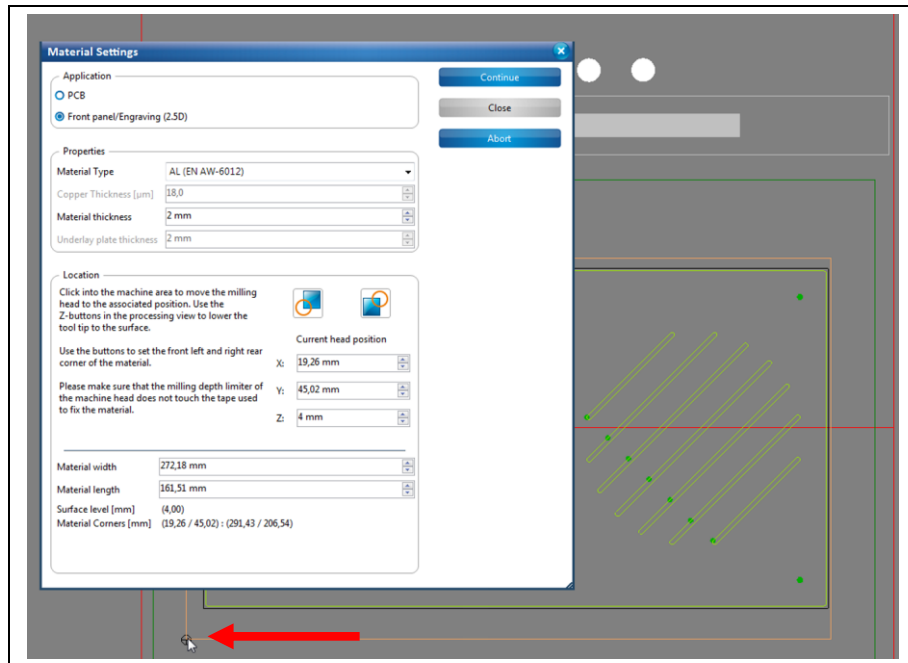 Material Settings
Application
PCB
Front panel/Engraving (2.5D)
Continue
Close
Abort
Properties
Material Type AL (EN AW-6012)
Copper Thickness [µm] 18,0
Material thickness 2 mm
Underlay plate thickness 2 mm
Location
Click into the machine area to move the milling
head to the associated position. Use the
Z-buttons in the processing view to lower the
tool tip to the surface.
Use the buttons to set the front left and right rear
corner of the material.
Please make sure that the milling depth limiter of
the machine head does not touch the tape used
to fix the material.
Current head position
X: 19,26 mm
Y: 45,02 mm
Z: 4 mm
Material width 272,18 mm
Material length 161,51 mm
Surface level [mm] (4,00)
Material Corners [mm] (19,26 / 45,02) : (291,43 / 206,54)